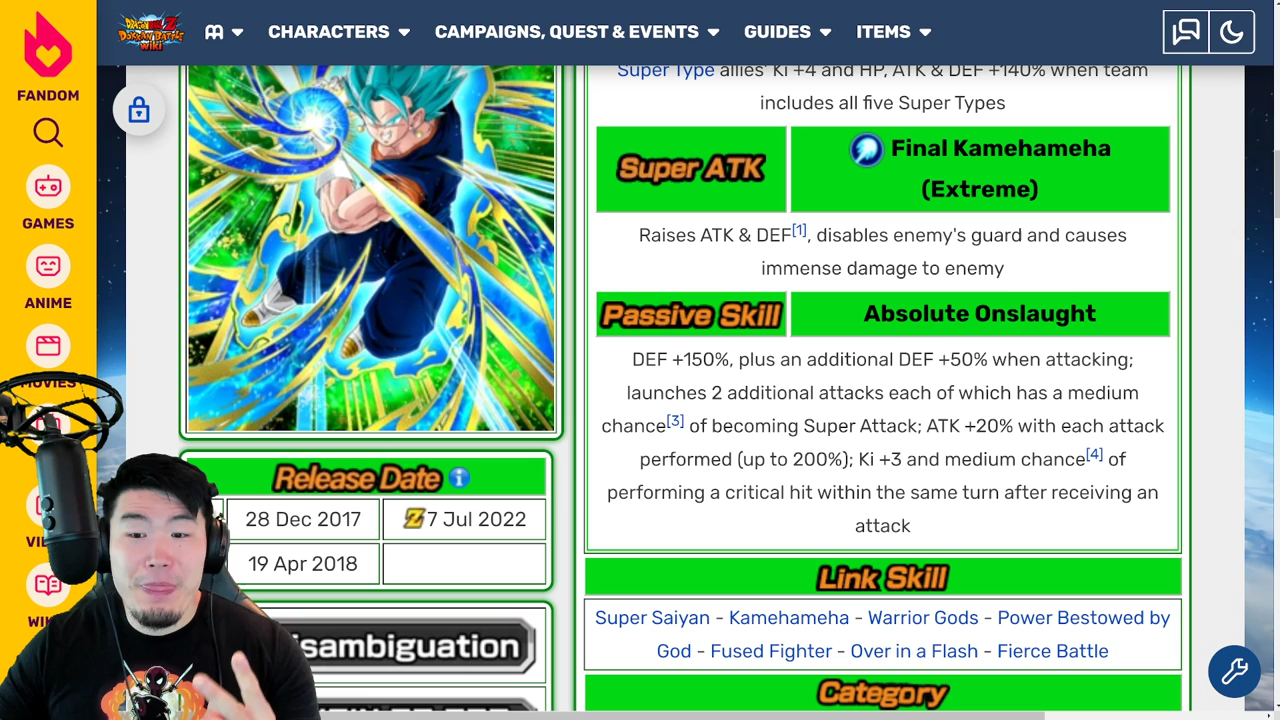 DRAGON BALL Z
DOKKAN BATTLE
WIKI
CHARACTERS
CAMPAIGNS, QUEST & EVENTS
GUIDES
ITEMS
FANDOM
GAMES
ANIME
MOVIES
Super Type allies' Ki +4 and HP, ATK & DEF +140% when team
includes all five Super Types
Super ATK
Final Kamehameha
(Extreme)
Raises ATK & DEF[1], disables enemy's guard and causes
immense damage to enemy
Passive Skill
Absolute Onslaught
DEF +150%, plus an additional DEF +50% when attacking;
launches 2 additional attacks each of which has a medium
chance[3] of becoming Super Attack; ATK +20% with each attack
performed (up to 200%); Ki +3 and medium chance[4] of
performing a critical hit within the same turn after receiving an
attack
Release Date
28 Dec 2017
Z 7 Jul 2022
19 Apr 2018
Link Skill
Super Saiyan - Kamehameha - Warrior Gods - Power Bestowed by
God - Fused Fighter - Over in a Flash - Fierce Battle
Category